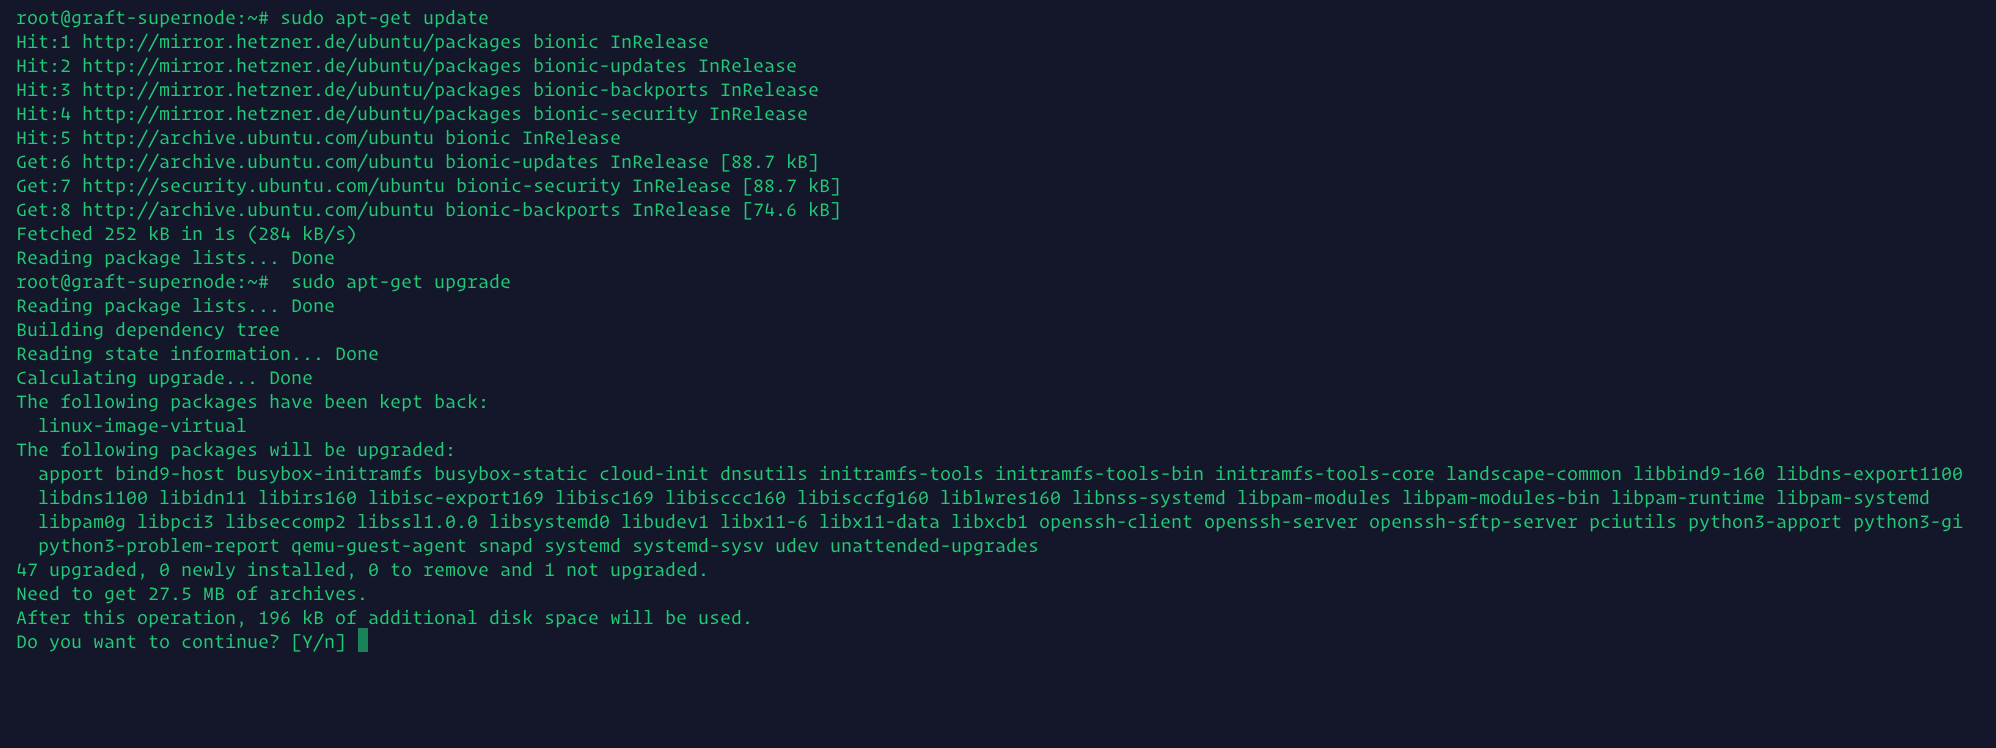 root@graft-supernode:~# sudo apt-get update
Hit:1 http://mirror.hetzner.de/ubuntu/packages bionic InRelease
Hit:2 http://mirror.hetzner.de/ubuntu/packages bionic-updates InRelease
Hit:3 http://mirror.hetzner.de/ubuntu/packages bionic-backports InRelease
Hit:4 http://mirror.hetzner.de/ubuntu/packages bionic-security InRelease
Hit:5 http://archive.ubuntu.com/ubuntu bionic InRelease
Get:6 http://archive.ubuntu.com/ubuntu bionic-updates InRelease [88.7 kB]
Get:7 http://security.ubuntu.com/ubuntu bionic-security InRelease [88.7 kB]
Get:8 http://archive.ubuntu.com/ubuntu bionic-backports InRelease [74.6 kB]
Fetched 252 kB in 1s (284 kB/s)
Reading package lists... Done
root@graft-supernode:~#  sudo apt-get upgrade
Reading package lists... Done
Building dependency tree
Reading state information... Done
Calculating upgrade... Done
The following packages have been kept back:
  linux-image-virtual
The following packages will be upgraded:
  apport bind9-host busybox-initramfs busybox-static cloud-init dnsutils initramfs-tools initramfs-tools-bin initramfs-tools-core landscape-common libbind9-160 libdns-export1100
  libdns1100 libidn11 libirs160 libisc-export169 libisc169 libisccc160 libisccfg160 liblwres160 libnss-systemd libpam-modules libpam-modules-bin libpam-runtime libpam-systemd
  libpam0g libpci3 libseccomp2 libssl1.0.0 libsystemd0 libudev1 libx11-6 libx11-data libxcb1 openssh-client openssh-server openssh-sftp-server pciutils python3-apport python3-gi
  python3-problem-report qemu-guest-agent snapd systemd systemd-sysv udev unattended-upgrades
47 upgraded, 0 newly installed, 0 to remove and 1 not upgraded.
Need to get 27.5 MB of archives.
After this operation, 196 kB of additional disk space will be used.
Do you want to continue? [Y/n]